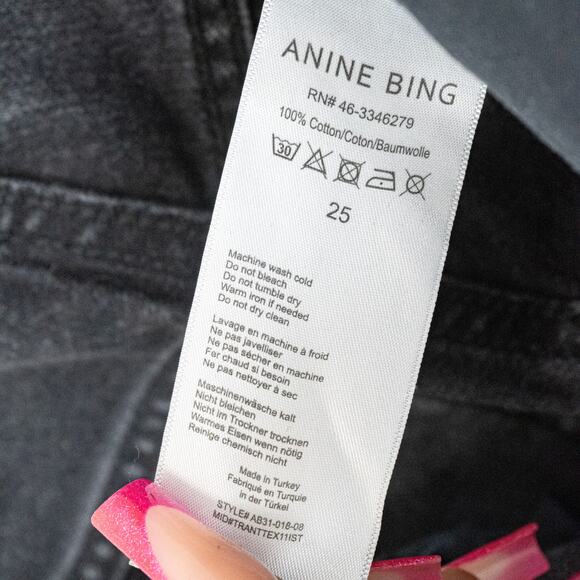 ANINE BING
RN# 46-3346279
100% Cotton/Coton/Baumwolle
30
25
Machine wash cold
Do not bleach
Do not tumble dry
Warm iron if needed
Do not dry clean
Lavage en machine à froid
Ne pas javelliser
Ne pas sécher en machine
Fer chaud si besoin
Ne pas nettoyer à sec
Maschinenwäsche kalt
Nicht bleichen
Nicht im Trockner trocknen
Warmes Eisen wenn nötig
Reinige chemisch nicht
Made in Turkey
Fabriqué en Turquie
in der Türkei
STYLE# AB31-018-08
MID#TRANTTEX11IST